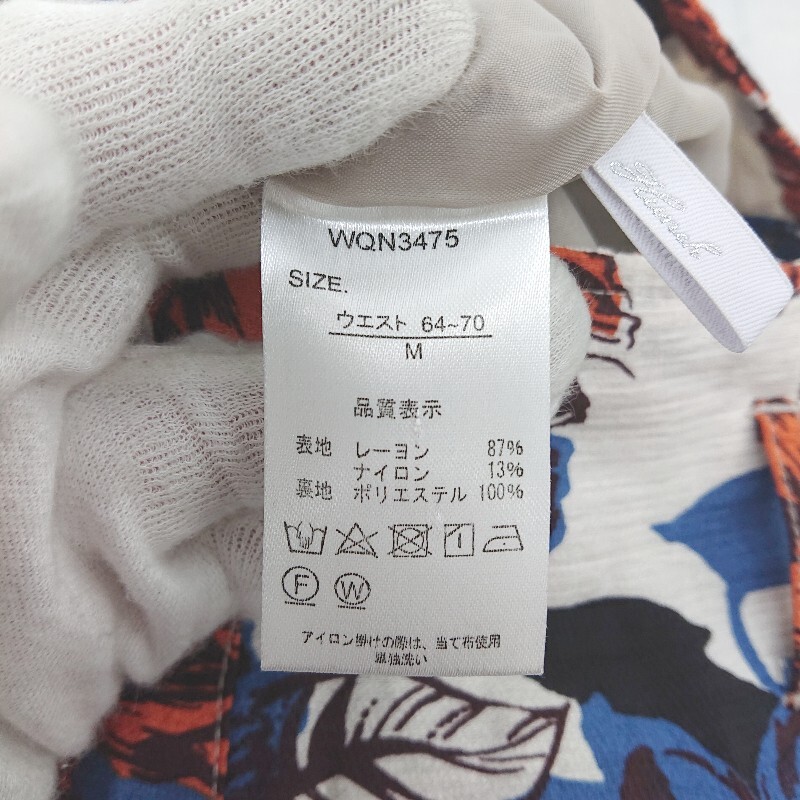 WQN3475
SIZE.
ウエスト 64~70
M
品質表示
表地 レーヨン 87%
ナイロン 13%
裏地 ポリエステル 100%
F W
アイロン掛けの際は、当て布使用
単独洗い